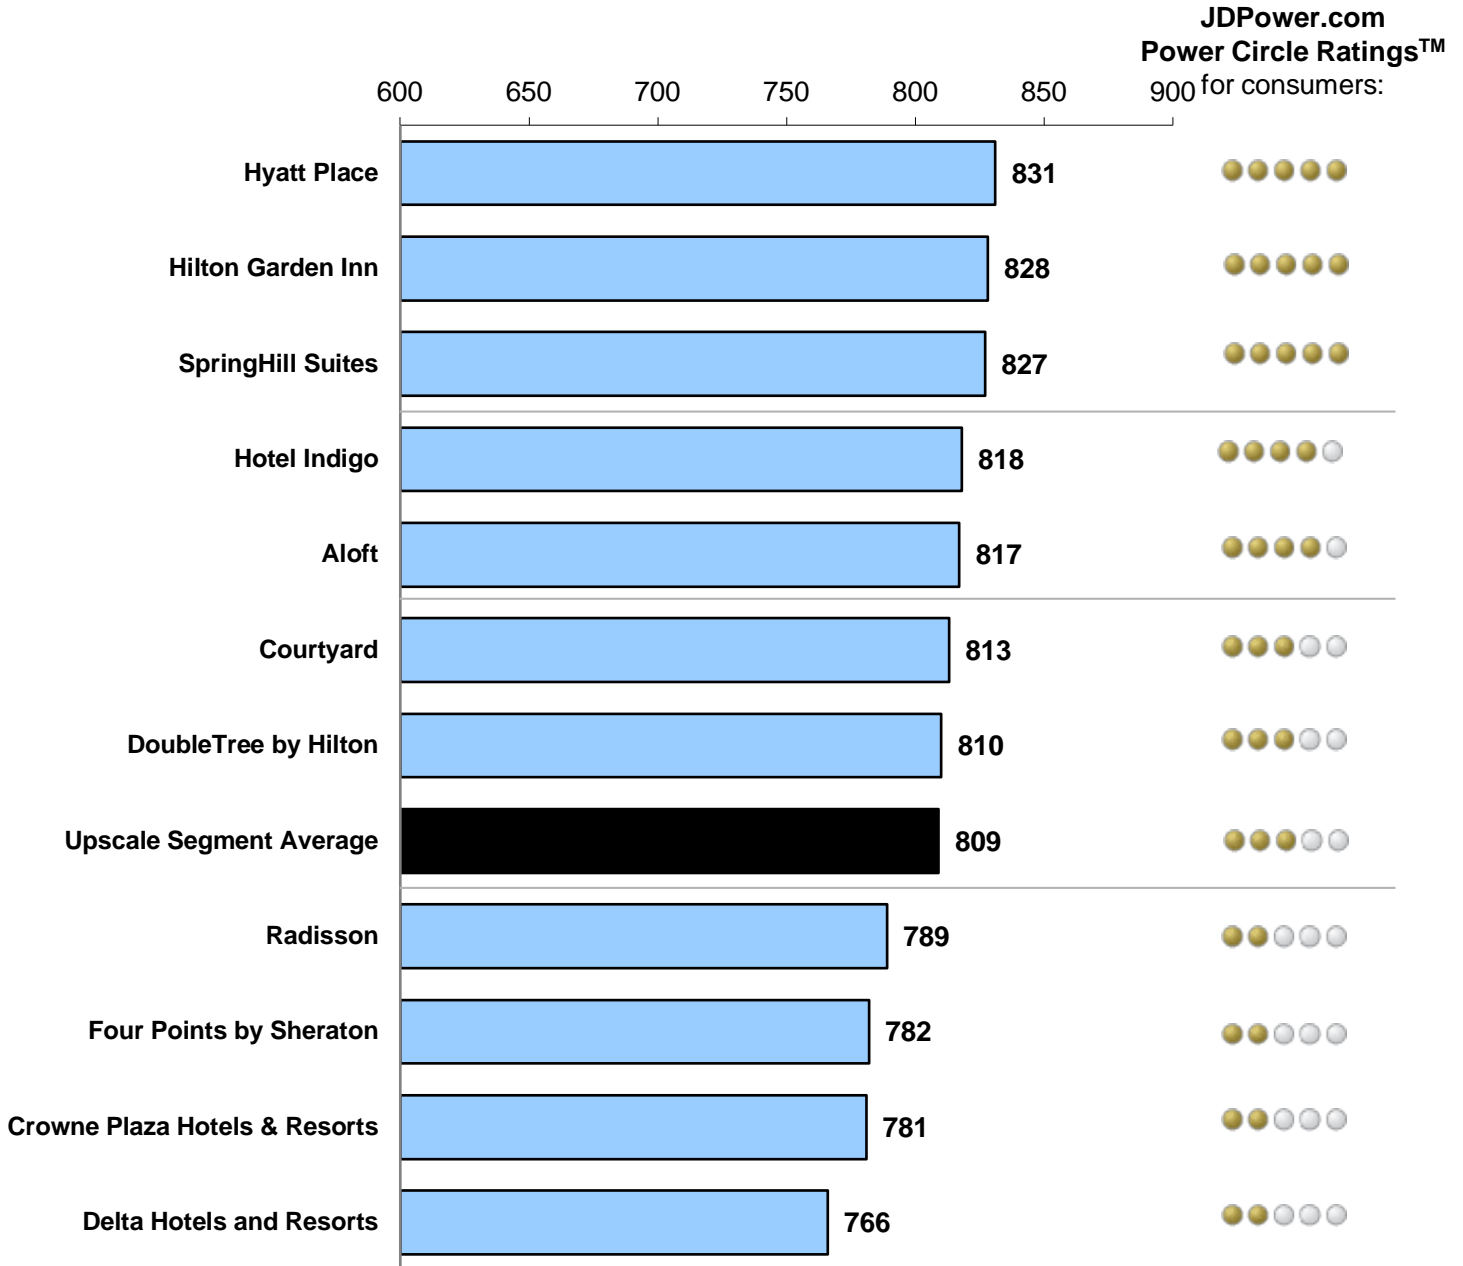 JDPower.com
Power Circle Ratings™
for consumers:
600 650 700 750 800 850 900
Hyatt Place 831
Hilton Garden Inn 828
SpringHill Suites 827
Hotel Indigo 818
Aloft 817
Courtyard 813
DoubleTree by Hilton 810
Upscale Segment Average 809
Radisson 789
Four Points by Sheraton 782
Crowne Plaza Hotels & Resorts 781
Delta Hotels and Resorts 766